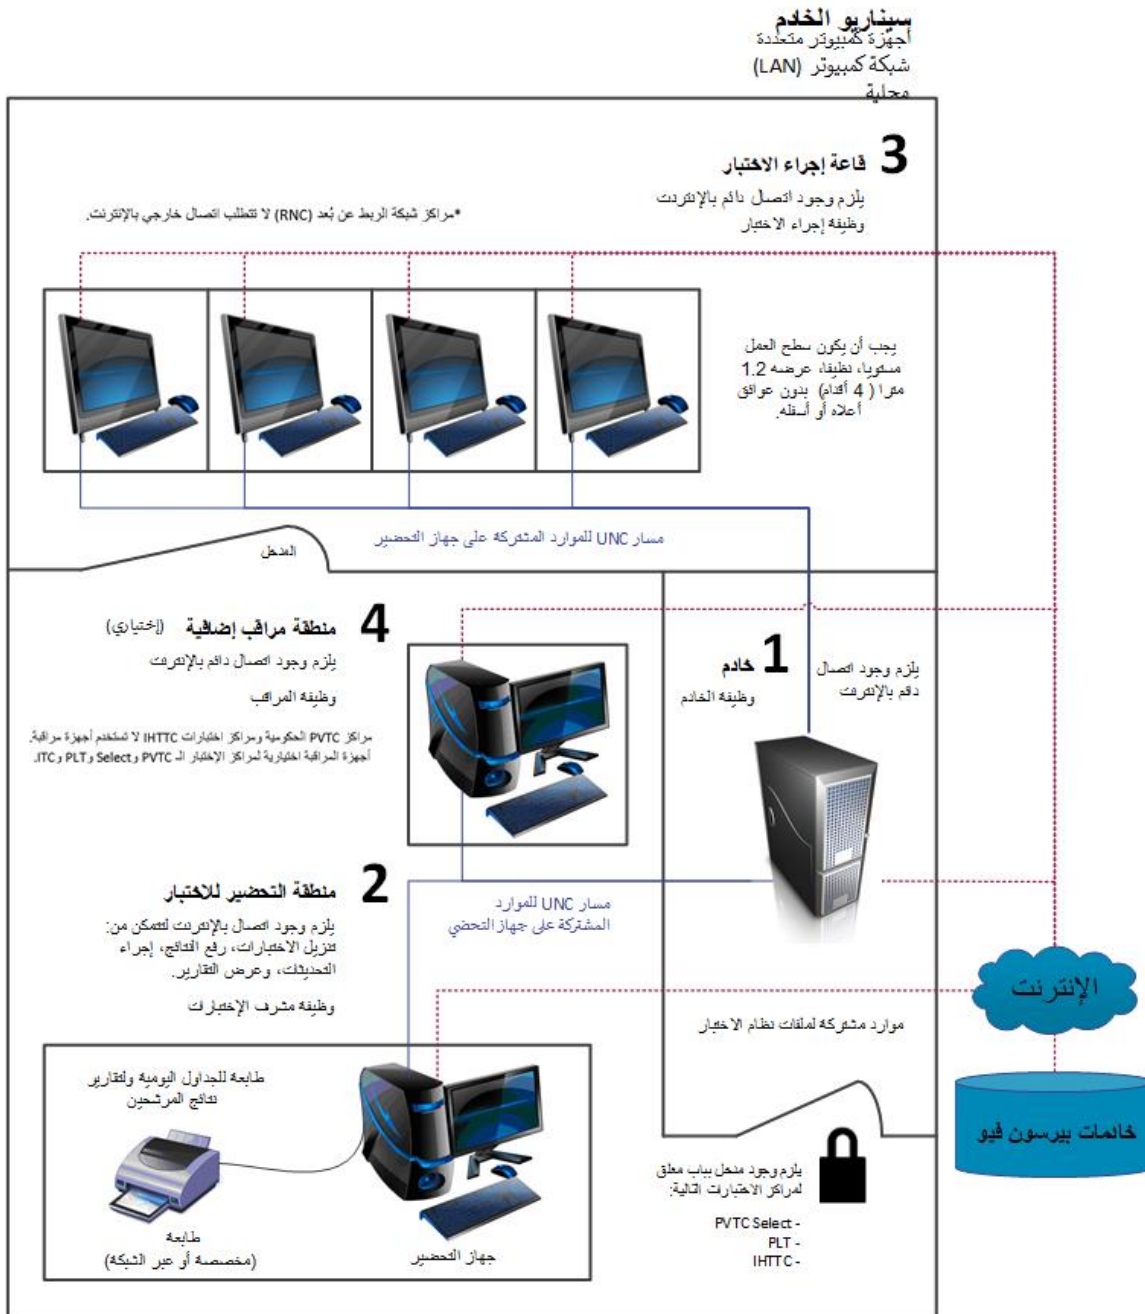 سيناريو الخادم
أجهزة كمبيوتر متعددة
شبكة كمبيوتر (LAN)
محلية
3 قاعة إجراء الاختبار
يلزم وجود اتصال دائم بالإنترنت
وظيفة إجراء الاختبار
*مراكز شبكة الربط عن بُعد (RNC) لا تتطلب اتصال خارجي بالإنترنت.
يجب أن يكون سطح العمل
مستويا، نظيفا، عرضه 1.2
مترا ( 4 أقدام) بدون عوائق
أعلاه أو أسفله.
مسار UNC للموارد المشتركة على جهاز التحضير
المدخل
4 منطقة مراقب إضافية (إختياري)
يلزم وجود اتصال دائم بالإنترنت
وظيفة المراقب
مراكز PVTC الحكومية ومراكز اختبارات IHTTC لا تستخدم أجهزة مراقبة.
أجهزة المراقبة اختيارية لمراكز الإختبار الـ PVTC و Select و PLT و ITC.
1 خادم
وظيفة الخادم
يلزم وجود اتصال
دائم بالإنترنت
2 منطقة التحضير للاختبار
يلزم وجود اتصال بالإنترنت لتتمكن من:
تنزيل الاختبارات، رفع النتائج، إجراء
التحديثات، وعرض التقارير.
وظيفة مشرف الإختبارات
مسار UNC للموارد
المشتركة على جهاز التحضي
الإنترنت
موارد مشتركة لملفات نظام الاختبار
خادمات بيرسون فيو
طابعة للجداول اليومية ولتقارير
نتائج المرشحين
طابعة
(مخصصة أو عبر الشبكة)
جهاز التحضير
يلزم وجود مدخل بباب مغلق
لمراكز الاختبارات التالية:
PVTC Select -
PLT -
IHTTC -